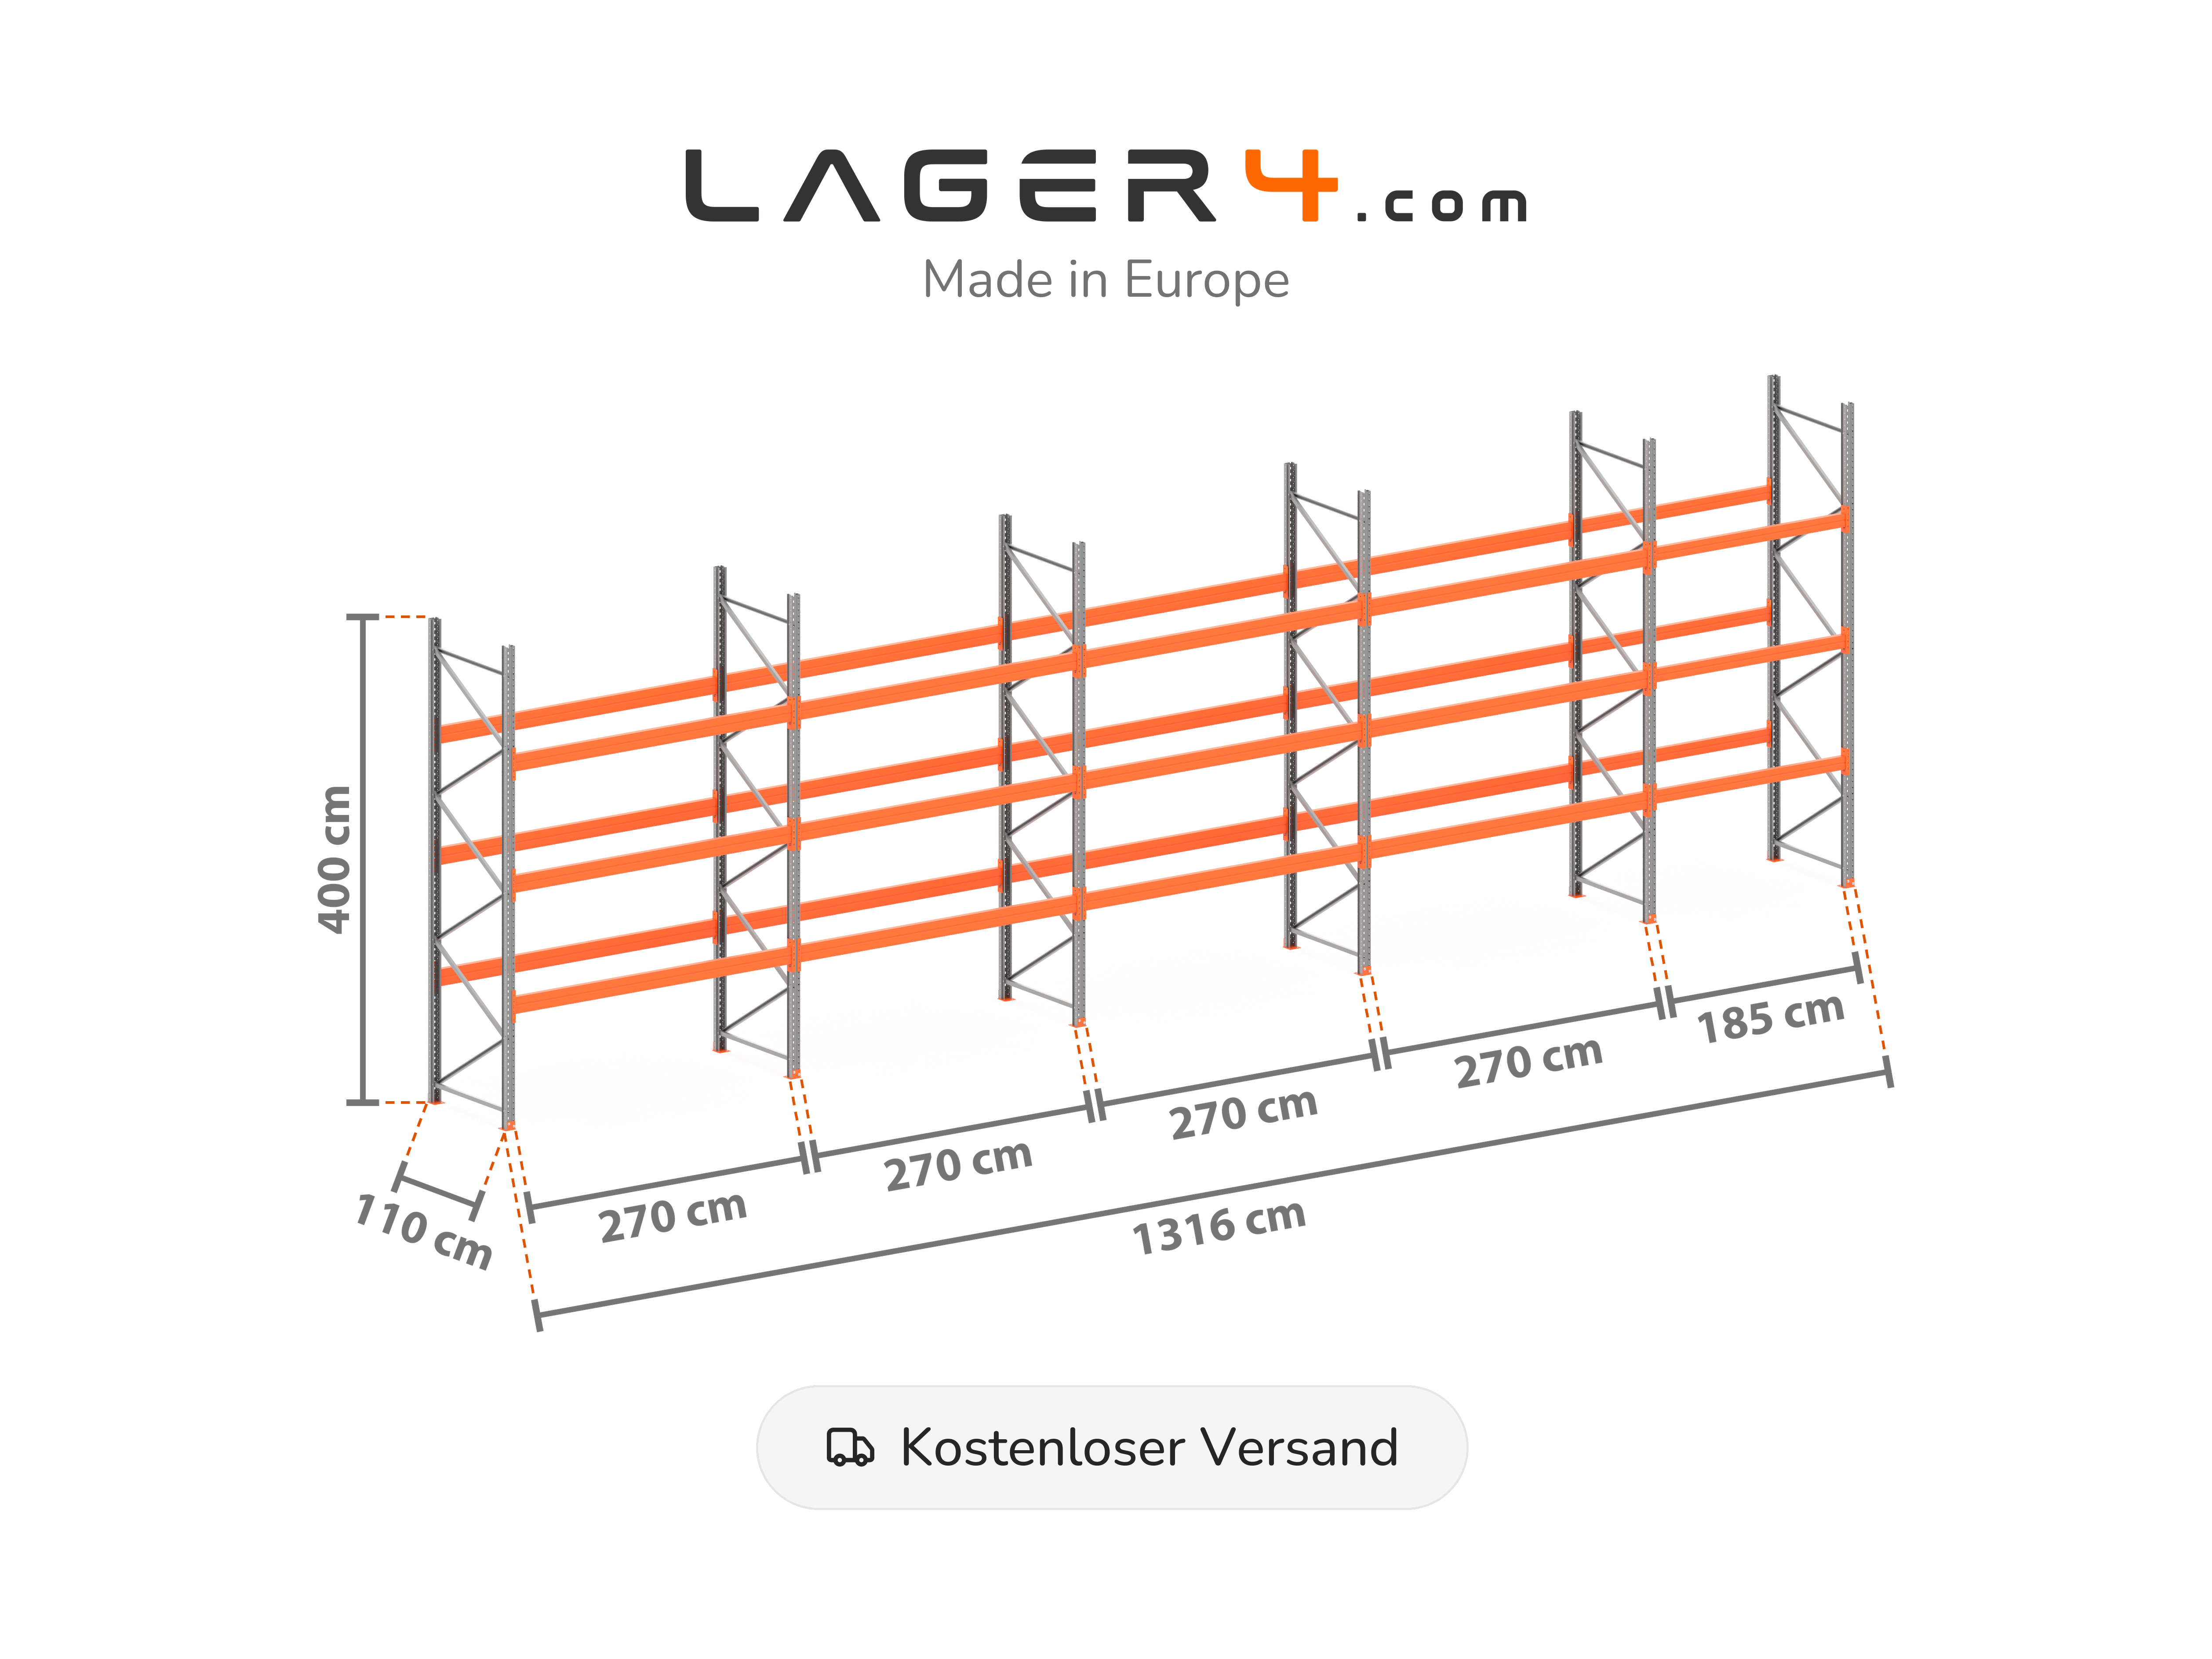 LAGER4.com
Made in Europe
400 cm
110 cm
270 cm
270 cm
270 cm
270 cm
185 cm
1316 cm
Kostenloser Versand